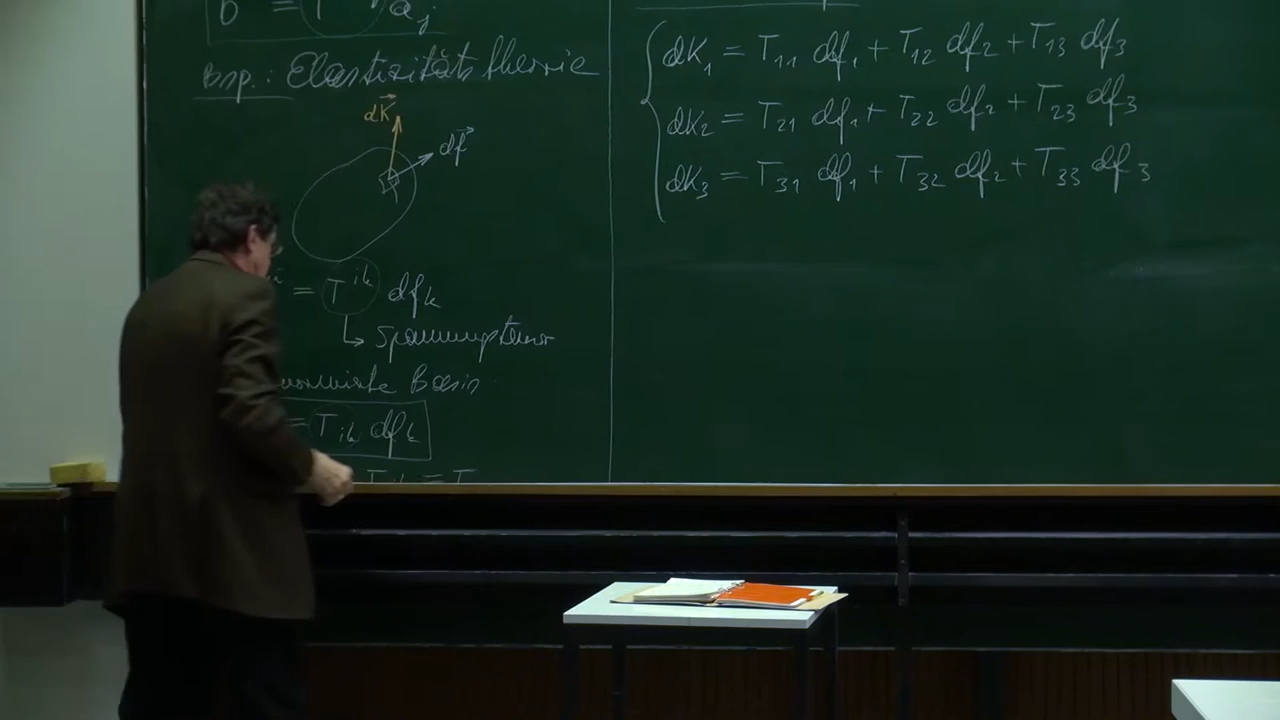 b = T a_j
Bsp.: Elastizitätstheorie
dK⃗
df⃗
= T^{ik} df_k
↳ Spannungstensor
Basis
= T_{ik} df_k
= T
dK_1 = T_{11} df_1 + T_{12} df_2 + T_{13} df_3
dK_2 = T_{21} df_1 + T_{22} df_2 + T_{23} df_3
dK_3 = T_{31} df_1 + T_{32} df_2 + T_{33} df_3